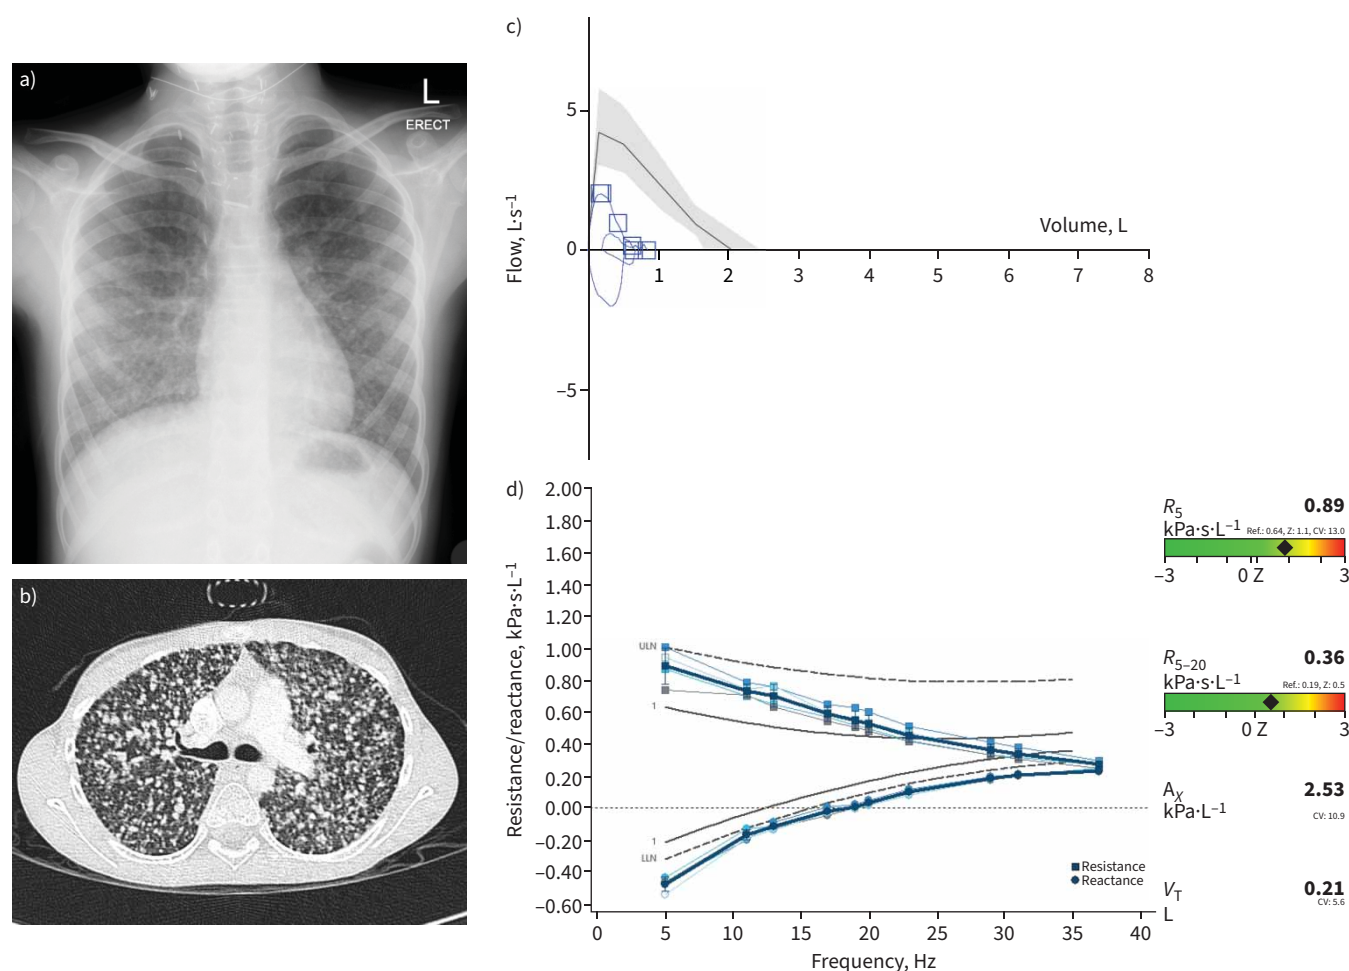 a)
L
ERECT
b)
c)
Flow, L·s⁻¹
5
0
–5
Volume, L
1 2 3 4 5 6 7 8
d)
Resistance/reactance, kPa·s·L⁻¹
2.00
1.80
1.60
1.40
1.20
1.00
0.80
0.60
0.40
0.20
0.00
–0.20
–0.40
–0.60
ULN
1
1
LLN
Resistance
Reactance
0 5 10 15 20 25 30 35 40
Frequency, Hz
R₅ 0.89
kPa·s·L⁻¹ Ref.: 0.64, Z: 1.1, CV: 13.0
–3 0 Z 3
R₅₋₂₀ 0.36
kPa·s·L⁻¹ Ref.: 0.19, Z: 0.5
–3 0 Z 3
Aχ 2.53
kPa·L⁻¹ CV: 10.9
V_T 0.21
L CV: 5.6